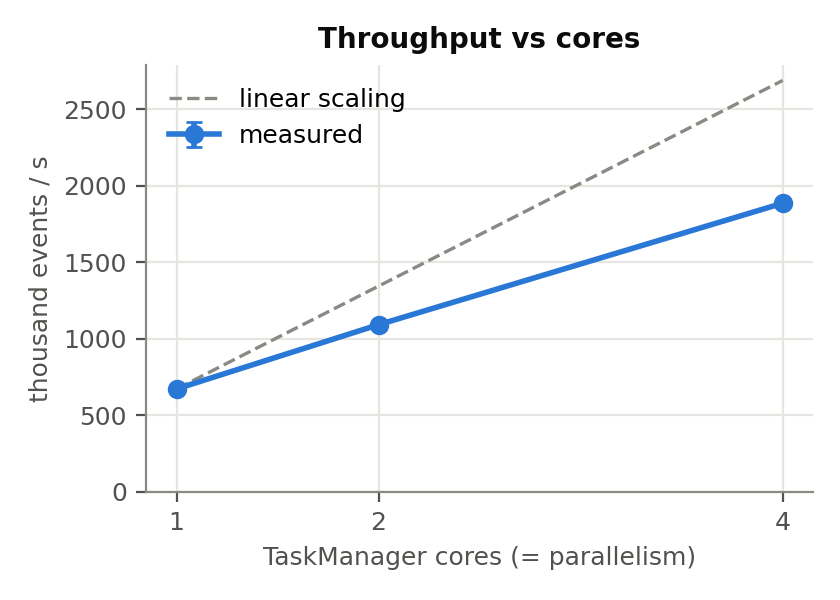 Throughput vs cores
linear scaling
measured
thousand events / s
2500
2000
1500
1000
500
0
1
2
4
TaskManager cores (= parallelism)